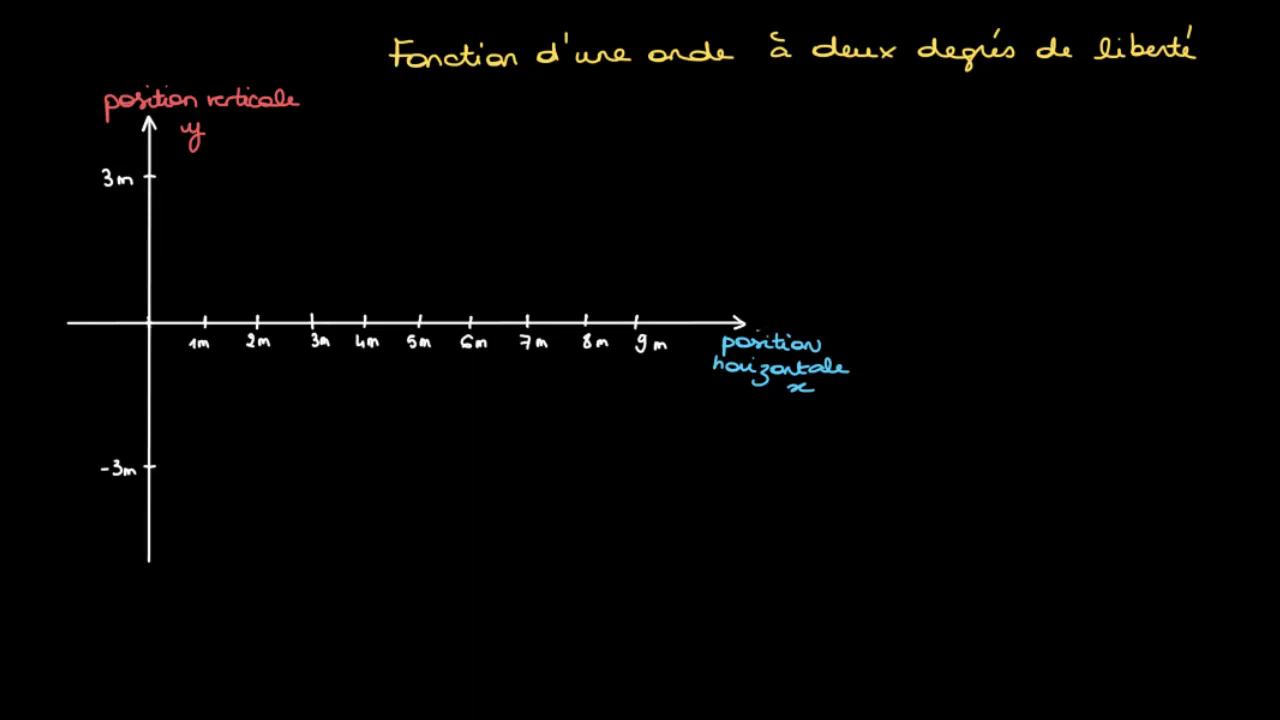 Fonction d'une onde à deux degrés de liberté
position verticale
y
3m
1m 2m 3m 4m 5m 6m 7m 8m 9m
position
horizontale
x
-3m